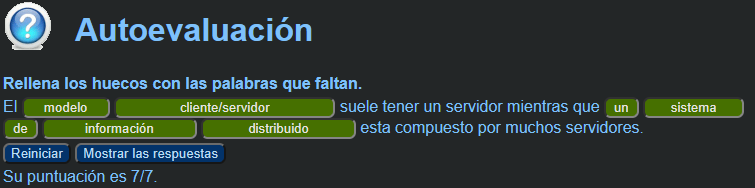 Autoevaluación
Rellena los huecos con las palabras que faltan.
El modelo cliente/servidor suele tener un servidor mientras que un sistema
de información distribuido esta compuesto por muchos servidores.
Reiniciar Mostrar las respuestas
Su puntuación es 7/7.